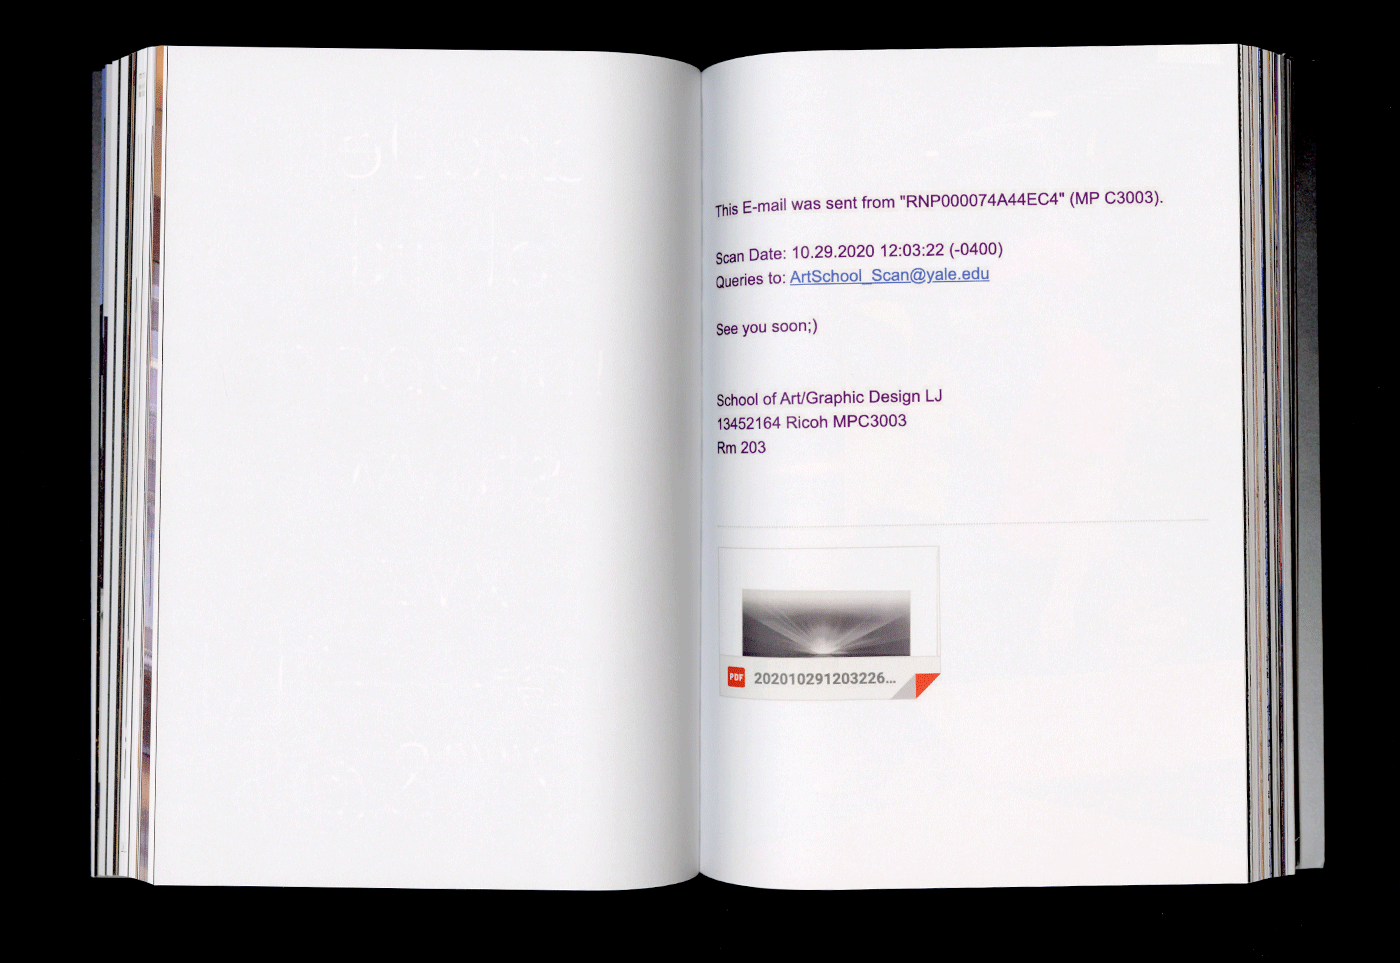 This E-mail was sent from "RNP000074A44EC4" (MP C3003).
Scan Date: 10.29.2020 12:03:22 (-0400)
Queries to: ArtSchool_Scan@yale.edu
See you soon;)
School of Art/Graphic Design LJ
13452164 Ricoh MPC3003
Rm 203
PDF 202010291203226...